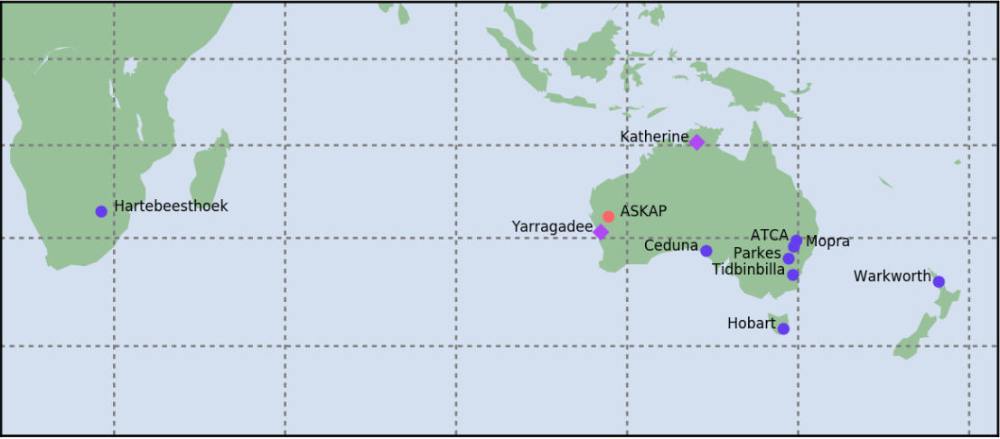 Katherine
Hartebeesthoek
ASKAP
Yarragadee
ATCA
Mopra
Ceduna
Parkes
Tidbinbilla
Warkworth
Hobart